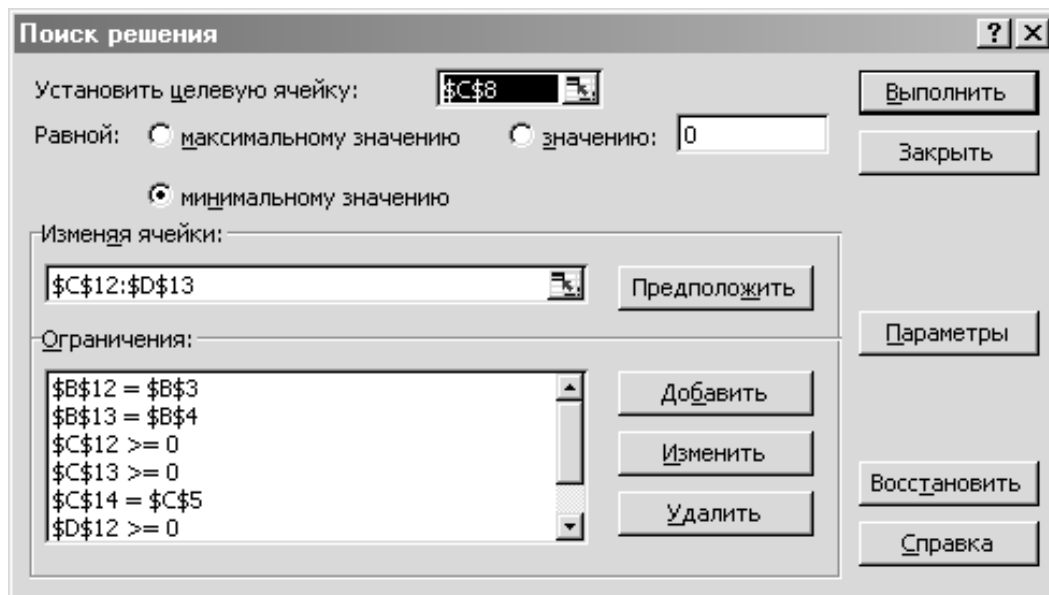 Поиск решения ? ×
Установить целевую ячейку: $C$8
Выполнить
Равной: максимальному значению значению: 0
Закрыть
минимальному значению
Изменяя ячейки:
$C$12:$D$13 Предположить
Параметры
Ограничения:
$B$12 = $B$3
$B$13 = $B$4
$C$12 >= 0
$C$13 >= 0
$C$14 = $C$5
$D$12 >= 0
Добавить
Изменить
Удалить
Восстановить
Справка